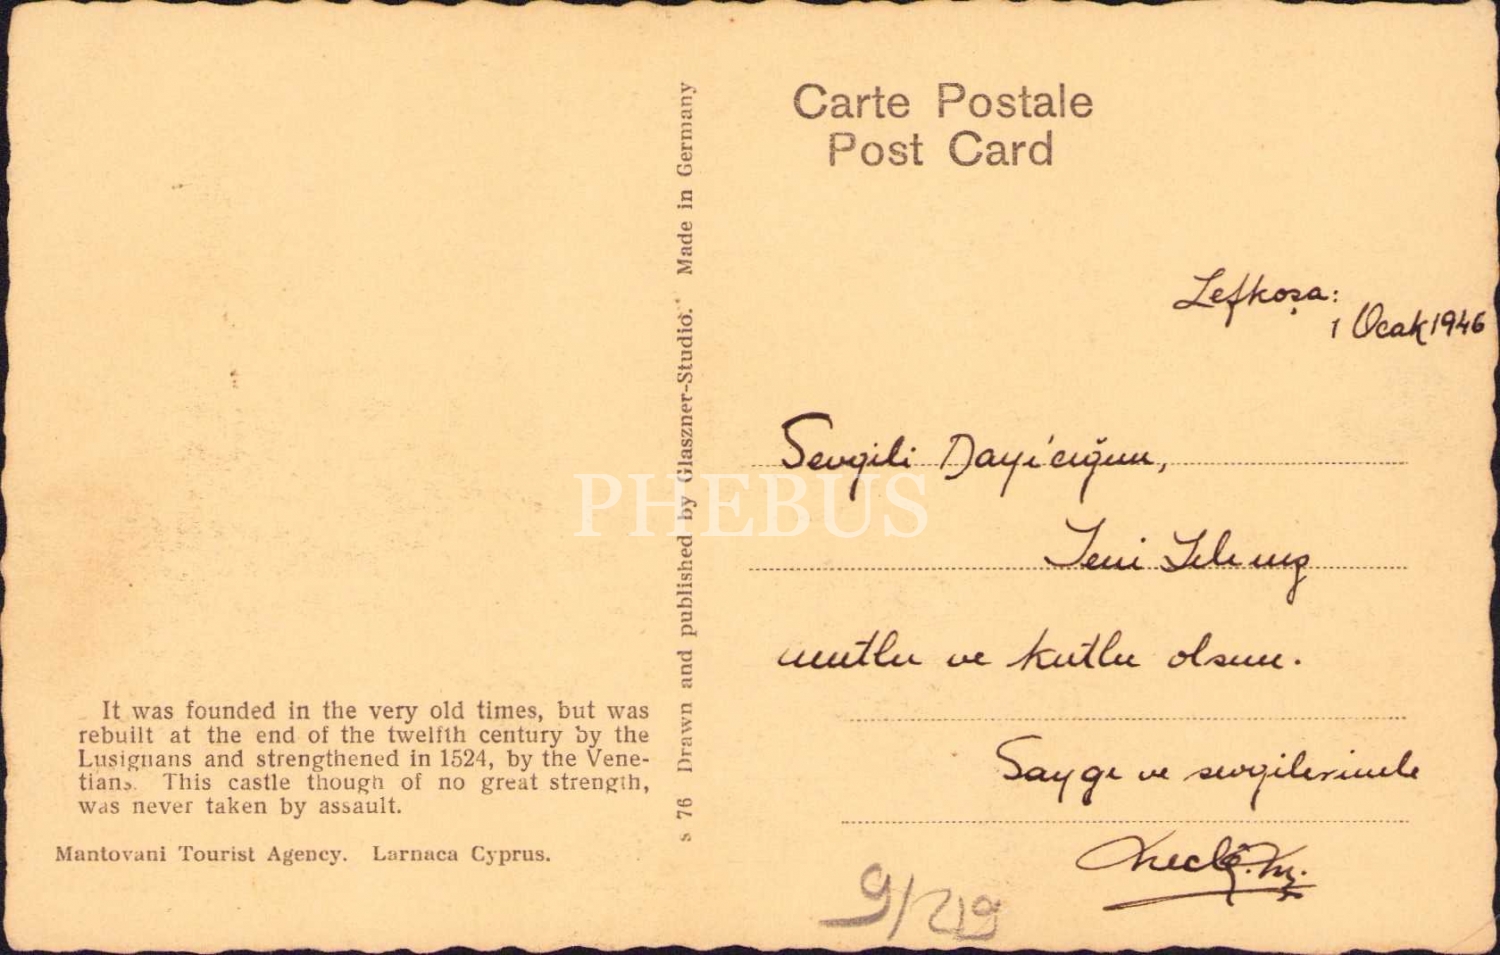 Carte Postale
Post Card
Lefkoşa:
1 Ocak 1946
Sevgili Dayı'cığım,
Yeni Yılınız
mutlu ve kutlu olsun.
Saygı ve sevgilerimle
9/219
s 76 Drawn and published by Glaszner-Studio. Made in Germany
It was founded in the very old times, but was
rebuilt at the end of the twelfth century by the
Lusignans and strengthened in 1524, by the Vene-
tians. This castle though of no great strength,
was never taken by assault.
Mantovani Tourist Agency. Larnaca Cyprus.
PHEBUS